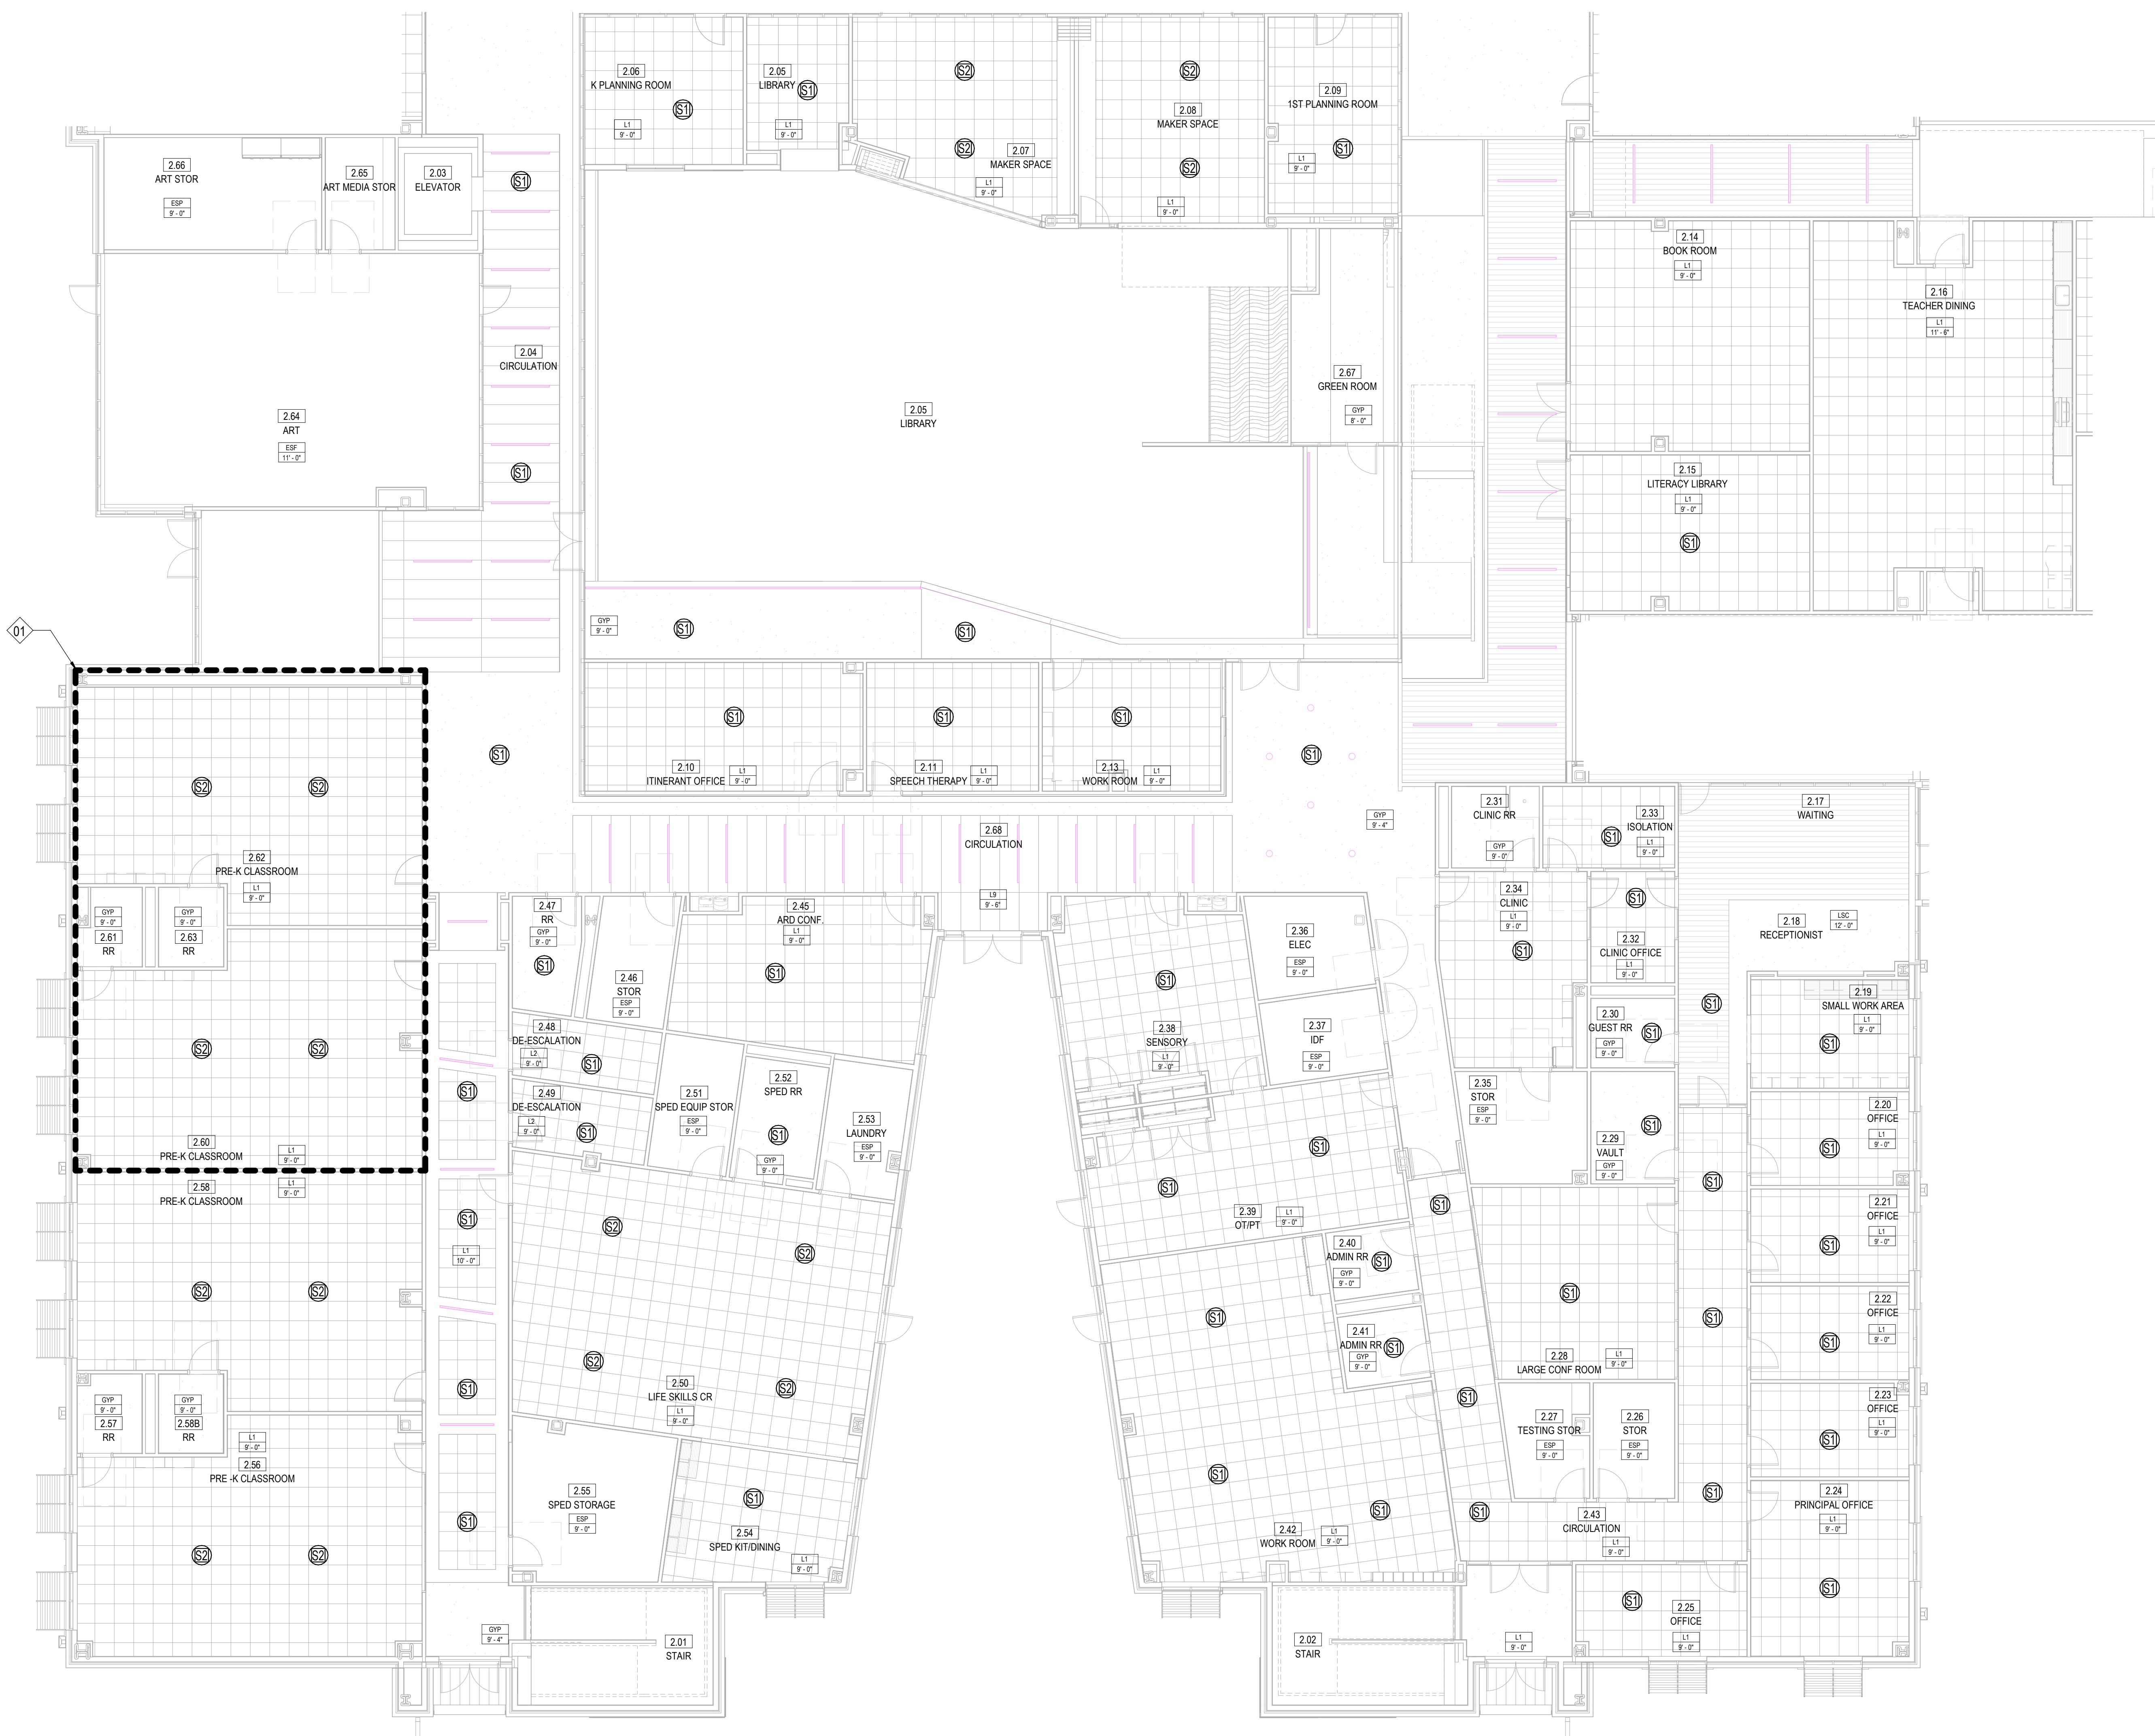 2.06
K PLANNING ROOM
S1
L1
9' - 0"
2.05
LIBRARY
S1
L1
9' - 0"
S2
S2
2.07
MAKER SPACE
L1
9' - 0"
S2
2.08
MAKER SPACE
S2
L1
9' - 0"
2.09
1ST PLANNING ROOM
S1
L1
9' - 0"
2.66
ART STOR
ESP
9' - 0"
2.65
ART MEDIA STOR
2.03
ELEVATOR
S1
2.04
CIRCULATION
S1
2.64
ART
ESF
11' - 0"
2.05
LIBRARY
2.67
GREEN ROOM
GYP
8' - 0"
2.14
BOOK ROOM
L1
9' - 0"
2.16
TEACHER DINING
L1
11' - 6"
2.15
LITERACY LIBRARY
L1
9' - 0"
S1
GYP
9' - 0"
S1
S1
01
S1
S1
S1
S1
S1
2.10
ITINERANT OFFICE
L1
9' - 0"
2.11
SPEECH THERAPY
L1
9' - 0"
2.13
WORK ROOM
L1
9' - 0"
S2
S2
2.62
PRE-K CLASSROOM
L1
9' - 0"
GYP
9' - 0"
2.61
RR
GYP
9' - 0"
2.63
RR
S2
S2
2.60
PRE-K CLASSROOM
L1
9' - 0"
2.58
PRE-K CLASSROOM
L1
9' - 0"
S2
S2
GYP
9' - 0"
2.57
RR
GYP
9' - 0"
2.58B
RR
L1
9' - 0"
2.56
PRE -K CLASSROOM
S2
S2
2.68
CIRCULATION
L9
9' - 6"
GYP
9' - 4"
2.47
RR
GYP
9' - 0"
S1
2.46
STOR
ESP
9' - 0"
2.45
ARD CONF.
L1
9' - 0"
S1
2.48
DE-ESCALATION
L2
9' - 0"
S1
2.49
DE-ESCALATION
L2
9' - 0"
S1
2.51
SPED EQUIP STOR
ESP
9' - 0"
2.52
SPED RR
S1
GYP
9' - 0"
2.53
LAUNDRY
ESP
9' - 0"
S1
S1
L1
10' - 0"
S1
S1
S2
S2
S2
S2
2.50
LIFE SKILLS CR
L1
9' - 0"
2.55
SPED STORAGE
ESP
9' - 0"
S1
2.54
SPED KIT/DINING
L1
9' - 0"
GYP
9' - 4"
2.01
STAIR
2.36
ELEC
ESP
9' - 0"
S1
2.38
SENSORY
L1
9' - 0"
2.37
IDF
ESP
9' - 0"
S1
S1
2.39
OT/PT
L1
9' - 0"
2.40
ADMIN RR
S1
GYP
9' - 0"
2.41
ADMIN RR
S1
GYP
9' - 0"
S1
S1
S1
2.42
WORK ROOM
L1
9' - 0"
S1
S1
S1
2.02
STAIR
2.31
CLINIC RR
GYP
9' - 0"
2.33
ISOLATION
S1
L1
9' - 0"
2.17
WAITING
2.34
CLINIC
L1
9' - 0"
S1
S1
2.32
CLINIC OFFICE
L1
9' - 0"
2.18
RECEPTIONIST
LSC
12' - 0"
S1
2.30
GUEST RR
S1
GYP
9' - 0"
2.19
SMALL WORK AREA
L1
9' - 0"
S1
2.35
STOR
ESP
9' - 0"
S1
2.29
VAULT
GYP
9' - 0"
2.20
OFFICE
L1
9' - 0"
S1
S1
2.21
OFFICE
L1
9' - 0"
S1
S1
2.28
LARGE CONF ROOM
L1
9' - 0"
S1
2.22
OFFICE
L1
9' - 0"
S1
2.23
OFFICE
L1
9' - 0"
S1
2.27
TESTING STOR
ESP
9' - 0"
2.26
STOR
ESP
9' - 0"
S1
2.43
CIRCULATION
L1
9' - 0"
2.24
PRINCIPAL OFFICE
L1
9' - 0"
S1
S1
2.25
OFFICE
L1
9' - 0"
L1
9' - 0"